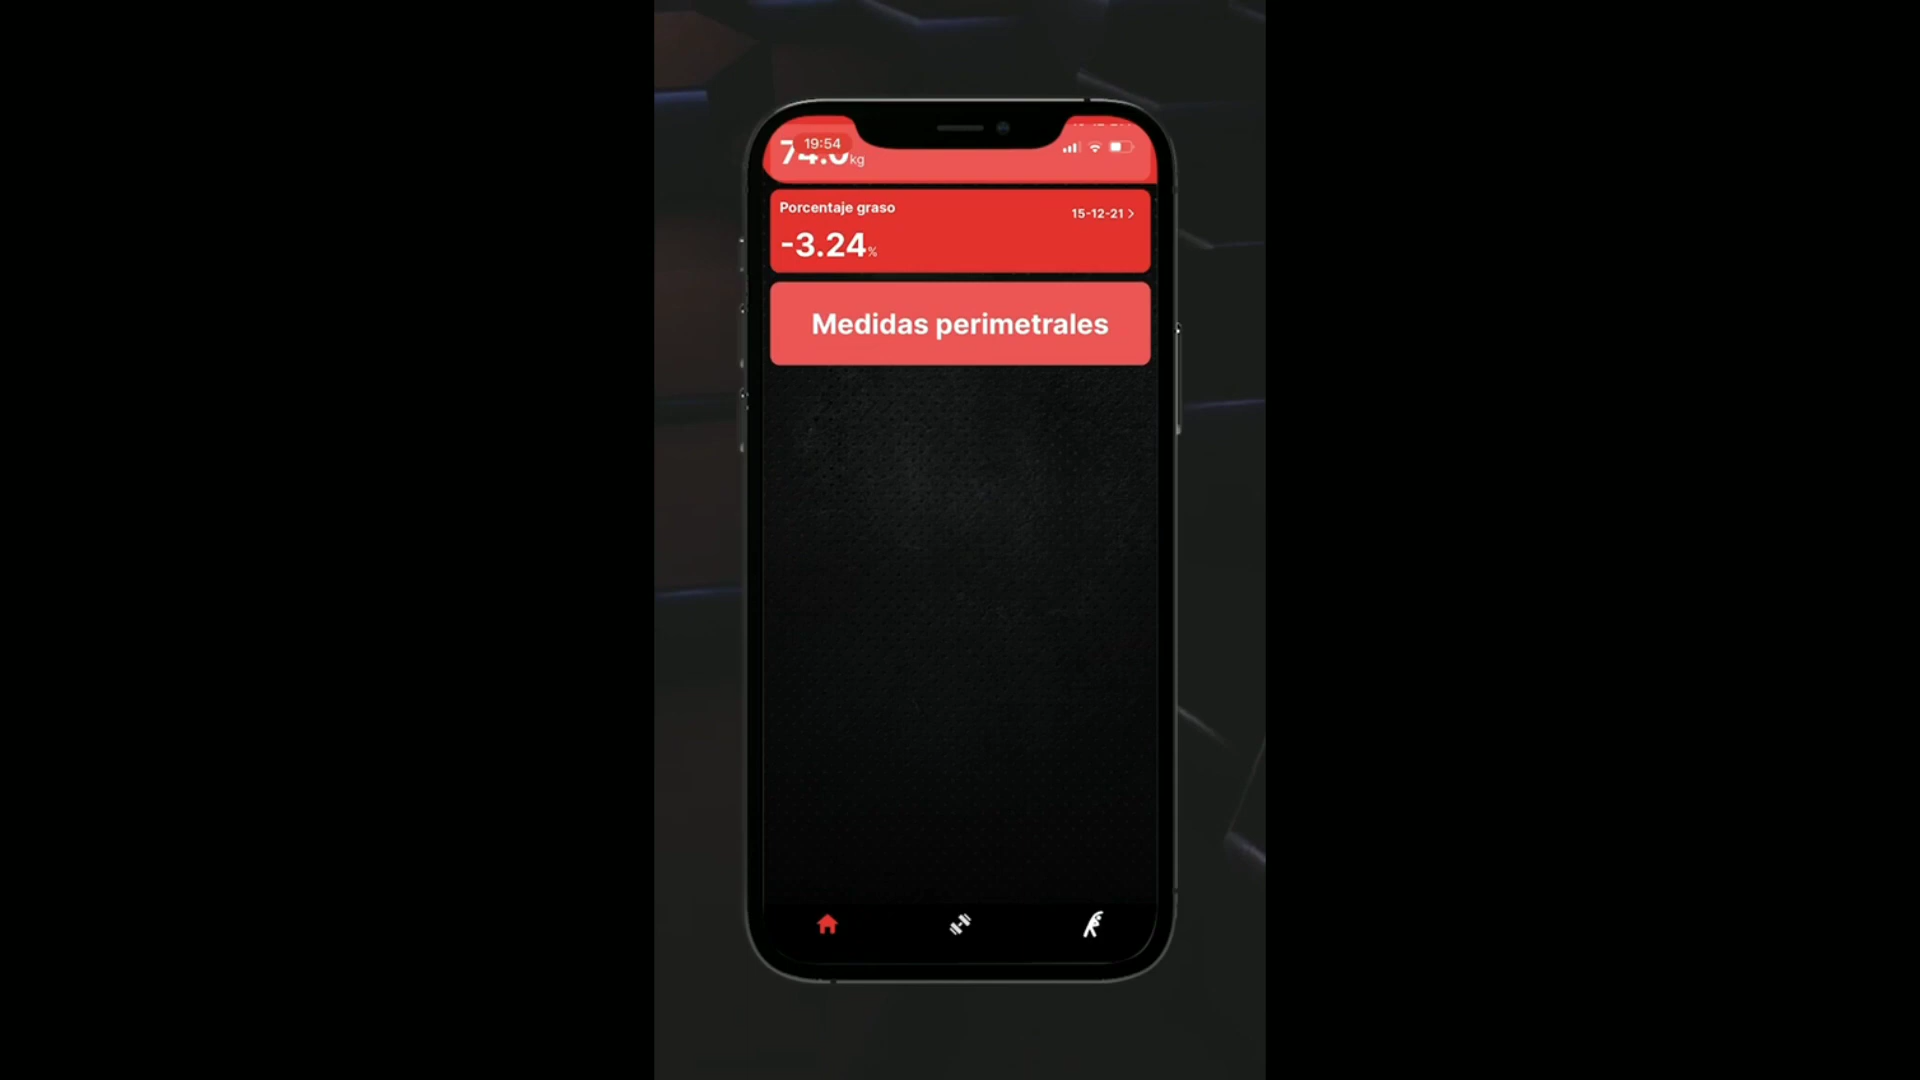 19:54
kg
Porcentaje graso
15-12-21
-3.24%
Medidas perimetrales